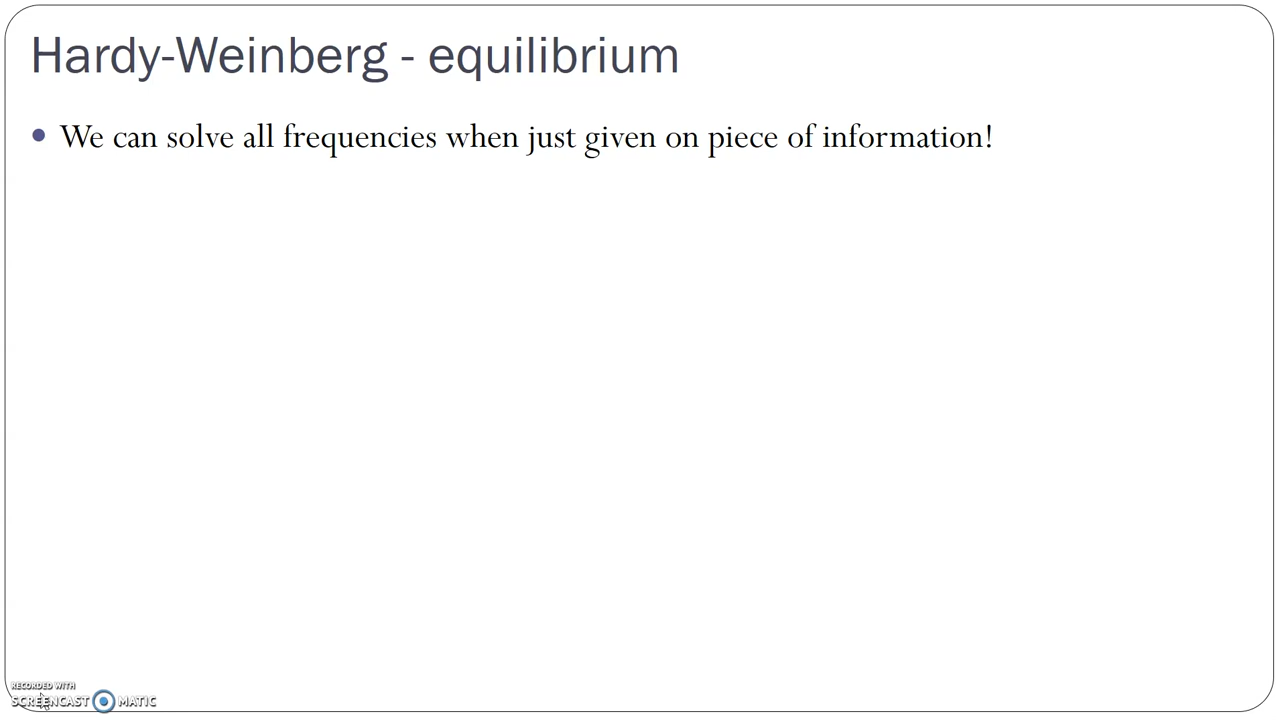 Hardy-Weinberg - equilibrium
We can solve all frequencies when just given on piece of information!
RECORDED WITH
SCREENCAST MATIC